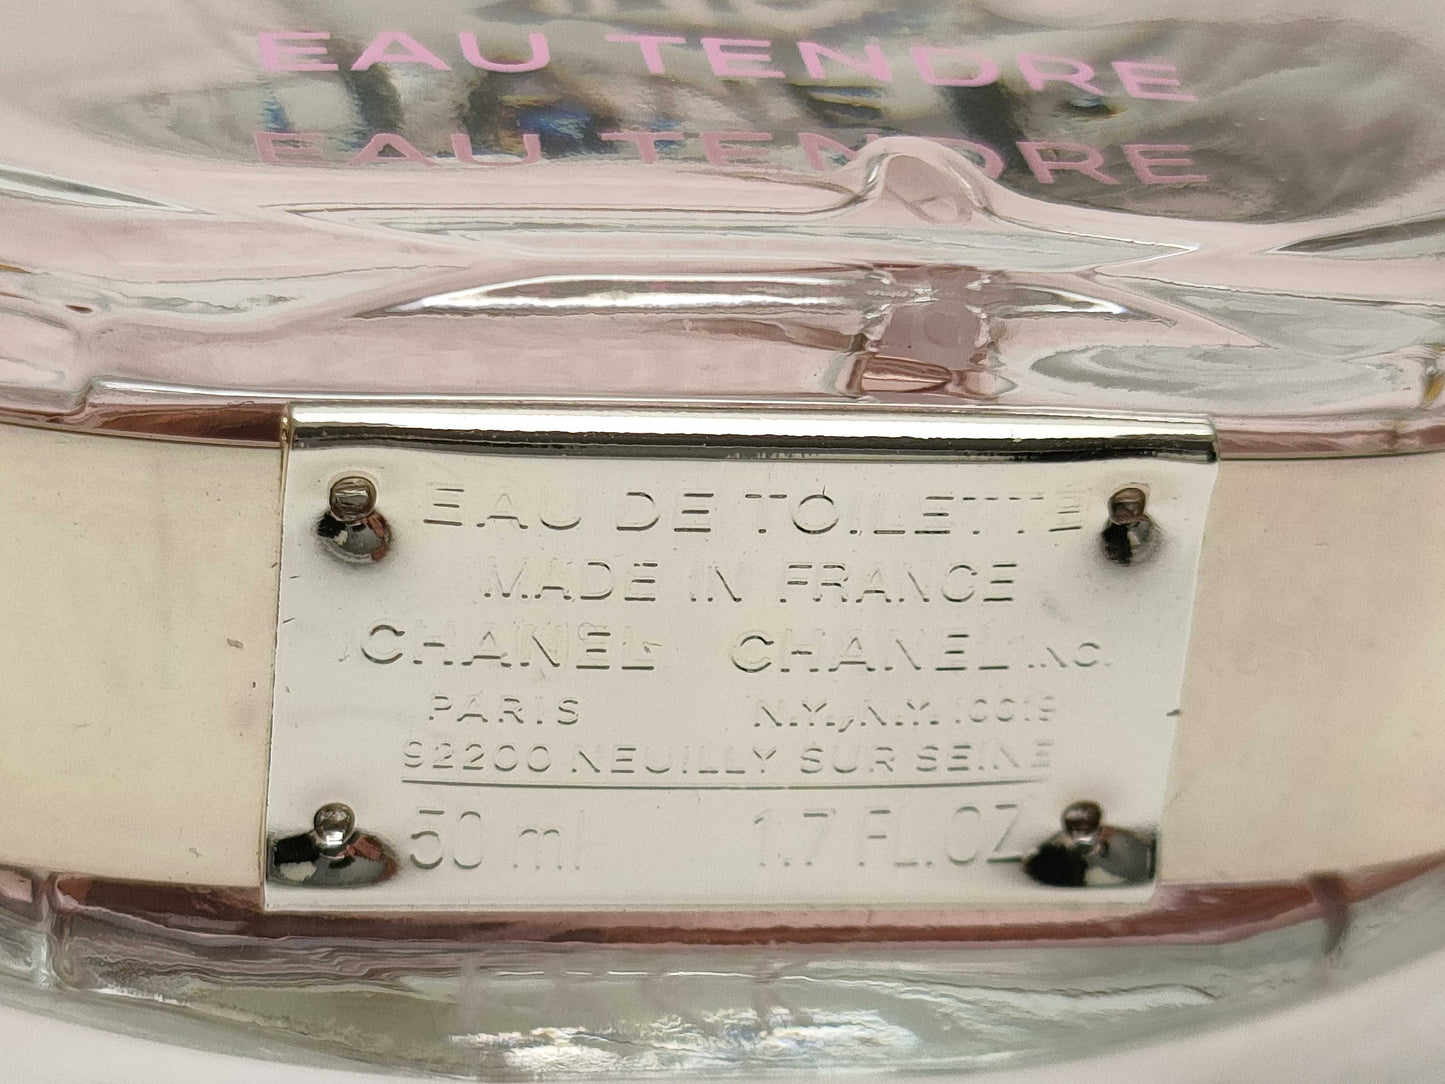 EAU TENDRE
EAU TENDRE
EAU DE TOILETTE
MADE IN FRANCE
CHANEL CHANEL INC.
PARIS N.Y., N.Y. 10019
92200 NEUILLY SUR SEINE
50 ml 1.7 FL. OZ